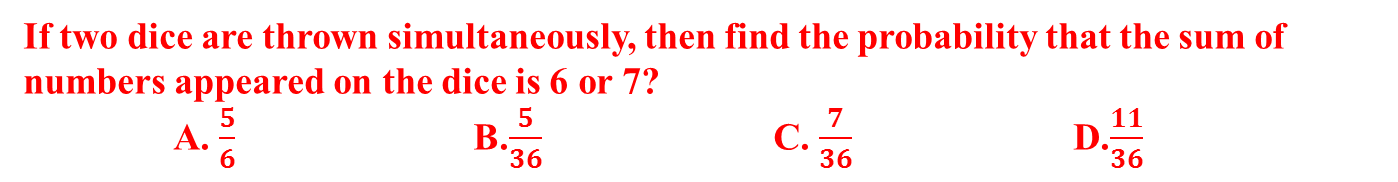 If two dice are thrown simultaneously, then find the probability that the sum of
numbers appeared on the dice is 6 or 7?
A. 5/6 B. 5/36 C. 7/36 D. 11/36